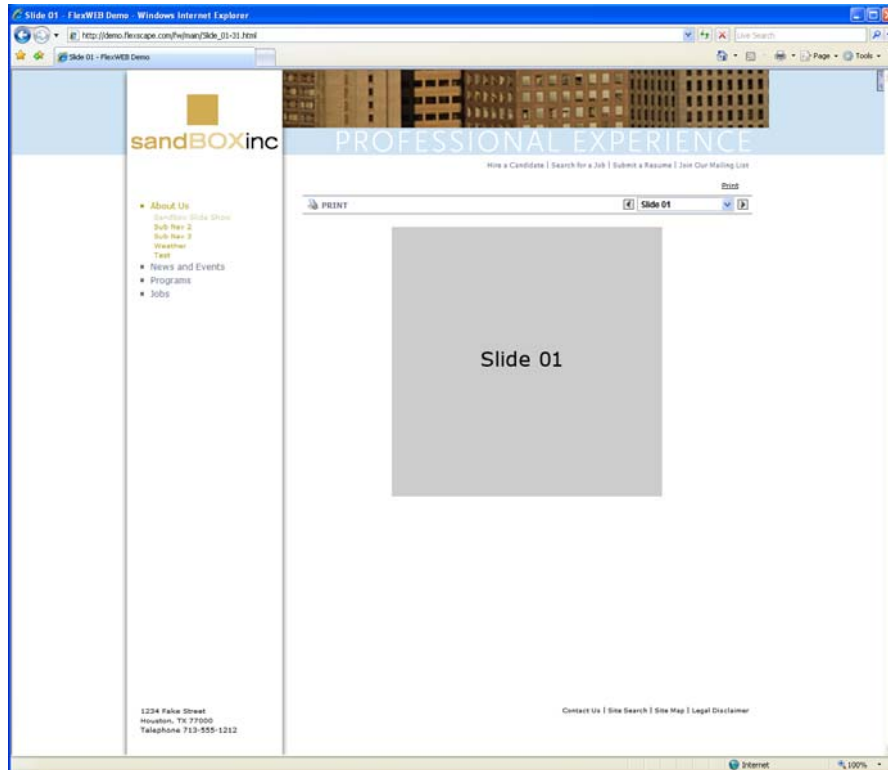 Slide 01 - FlexWEB Demo - Windows Internet Explorer
http://demo.flexscape.com/fw/main/Slide_01-31.html
Live Search
Slide 01 - FlexWEB Demo
Page
Tools
sandBOXinc
PROFESSIONAL EXPERIENCE
Hire a Candidate | Search for a Job | Submit a Resume | Join Our Mailing List
Print
PRINT
Slide 01
About Us
Sandbox Slide Show
Sub Nav 2
Sub Nav 3
Weather
Test
News and Events
Programs
Jobs
Slide 01
1234 Fake Street
Houston, TX 77000
Telephone 713-555-1212
Contact Us | Site Search | Site Map | Legal Disclaimer
Internet
100%